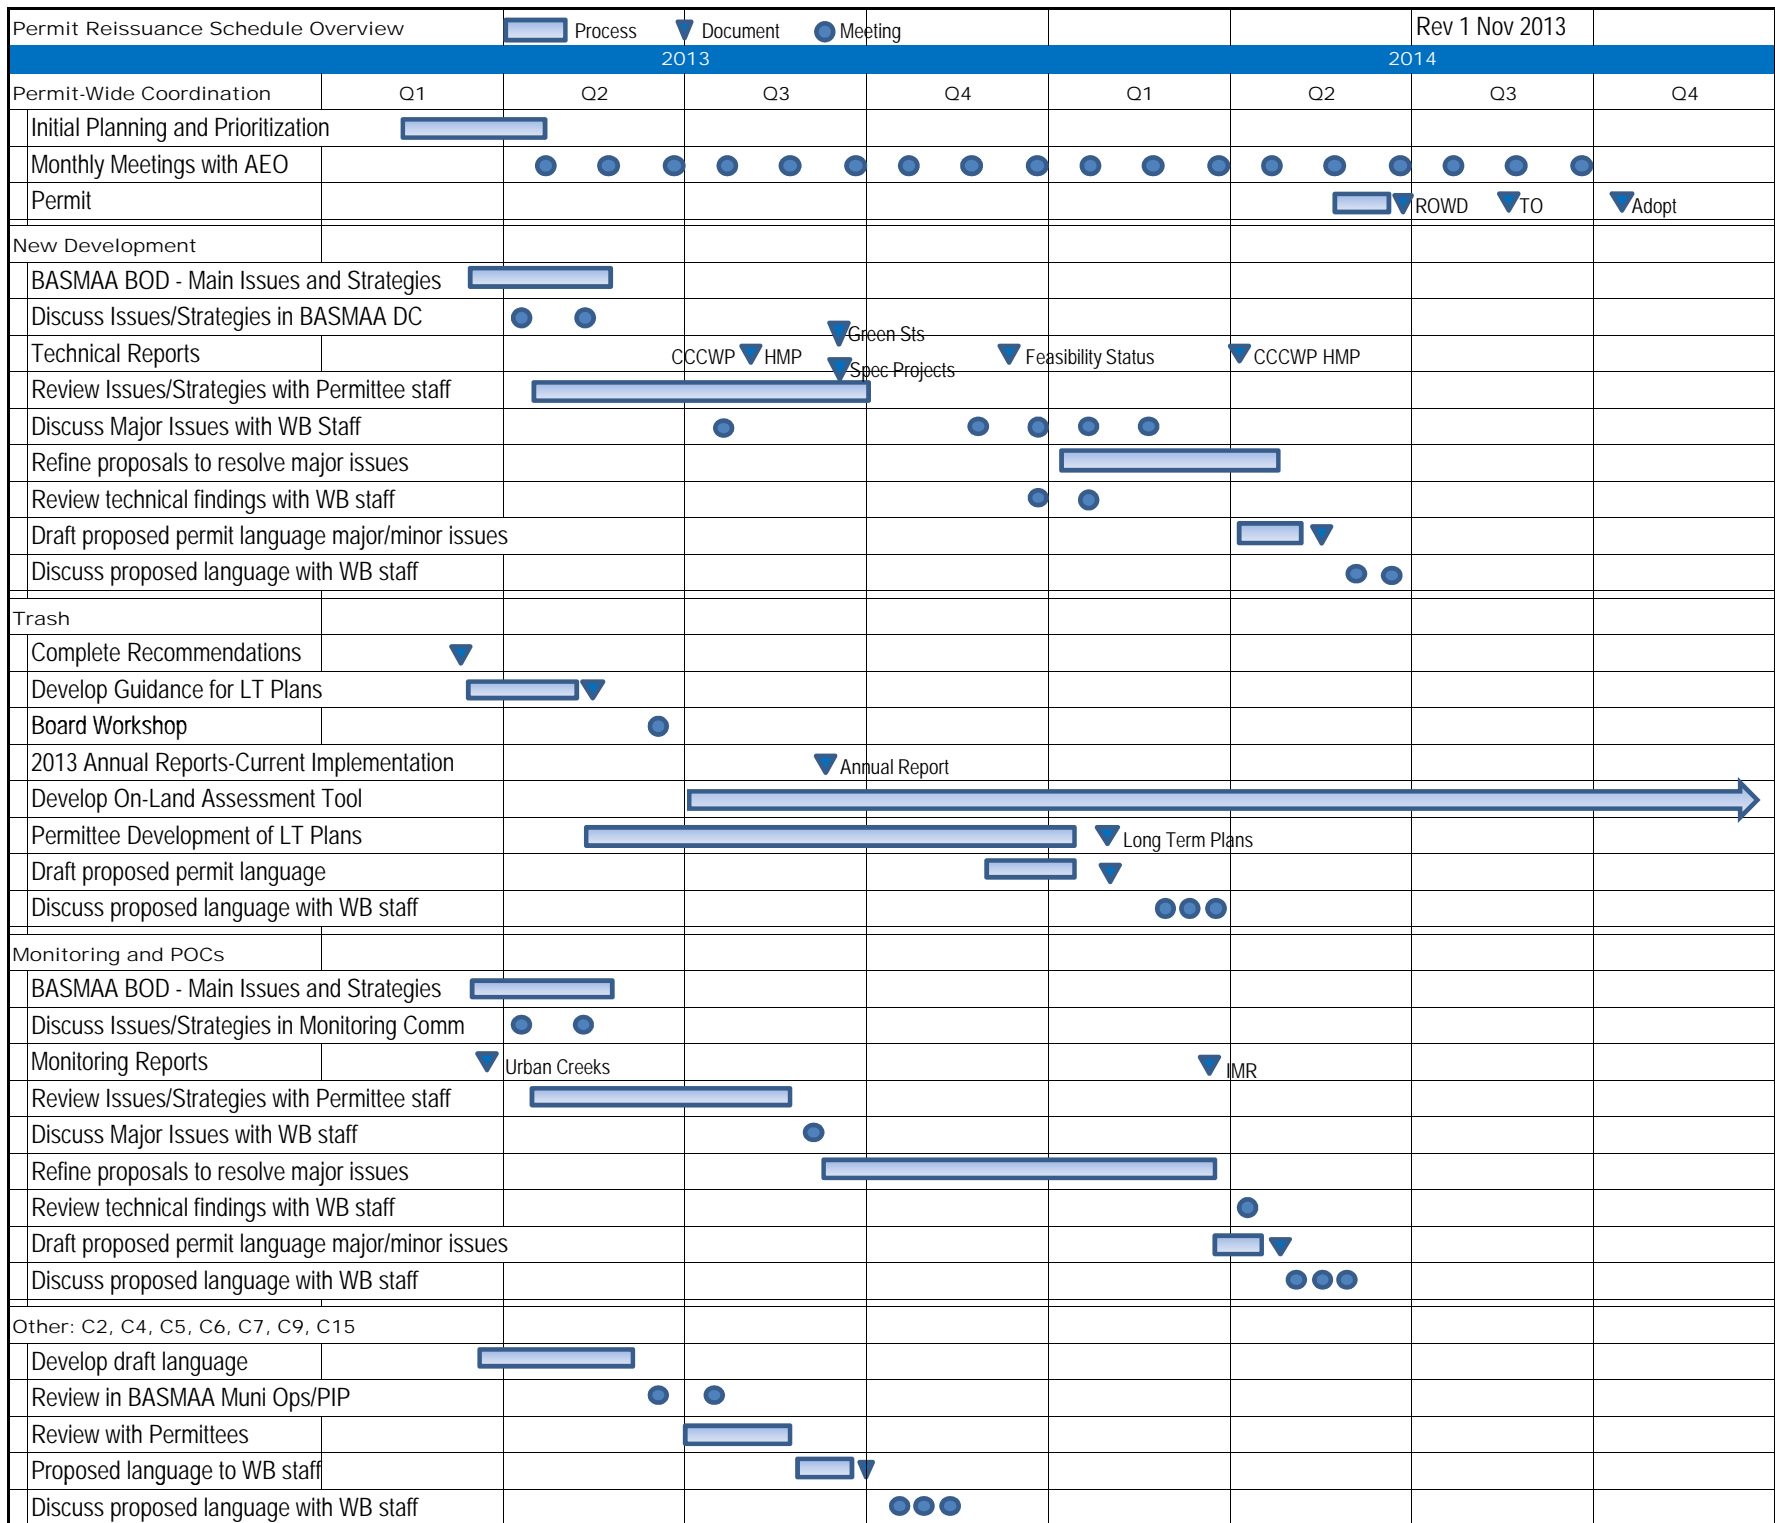 Permit Reissuance Schedule Overview Process Document Meeting Rev 1 Nov 2013
2013 2014
Permit-Wide Coordination Q1 Q2 Q3 Q4 Q1 Q2 Q3 Q4
Initial Planning and Prioritization
Monthly Meetings with AEO
Permit ROWD TO Adopt
New Development
BASMAA BOD - Main Issues and Strategies
Discuss Issues/Strategies in BASMAA DC
Green Sts
Technical Reports CCCWP HMP Feasibility Status CCCWP HMP
Spec Projects
Review Issues/Strategies with Permittee staff
Discuss Major Issues with WB Staff
Refine proposals to resolve major issues
Review technical findings with WB staff
Draft proposed permit language major/minor issues
Discuss proposed language with WB staff
Trash
Complete Recommendations
Develop Guidance for LT Plans
Board Workshop
2013 Annual Reports-Current Implementation Annual Report
Develop On-Land Assessment Tool
Permittee Development of LT Plans Long Term Plans
Draft proposed permit language
Discuss proposed language with WB staff
Monitoring and POCs
BASMAA BOD - Main Issues and Strategies
Discuss Issues/Strategies in Monitoring Comm
Monitoring Reports Urban Creeks IMR
Review Issues/Strategies with Permittee staff
Discuss Major Issues with WB staff
Refine proposals to resolve major issues
Review technical findings with WB staff
Draft proposed permit language major/minor issues
Discuss proposed language with WB staff
Other: C2, C4, C5, C6, C7, C9, C15
Develop draft language
Review in BASMAA Muni Ops/PIP
Review with Permittees
Proposed language to WB staff
Discuss proposed language with WB staff